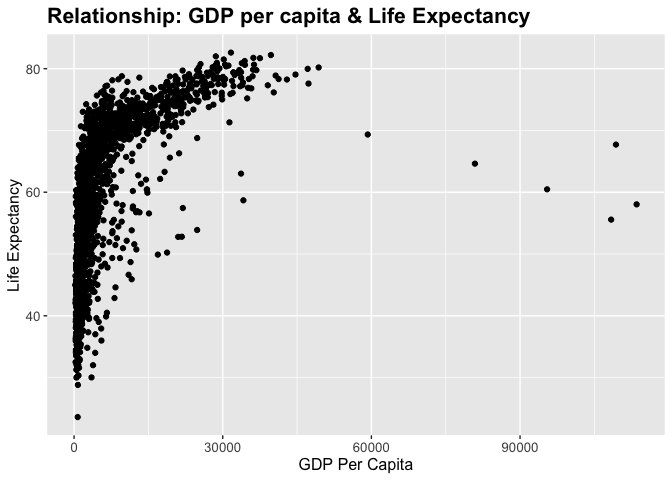 Relationship: GDP per capita & Life Expectancy
80
60
40
Life Expectancy
0 30000 60000 90000
GDP Per Capita